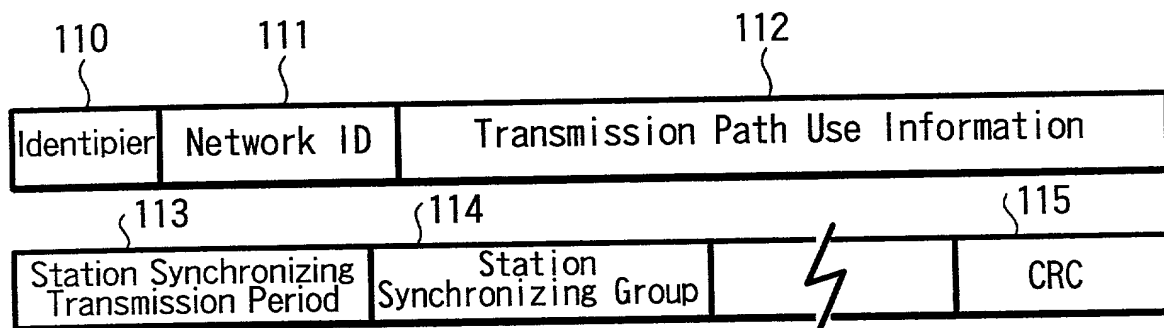 110 111 112
Identipier Network ID Transmission Path Use Information
113 114 115
Station Synchronizing Transmission Period Station Synchronizing Group CRC